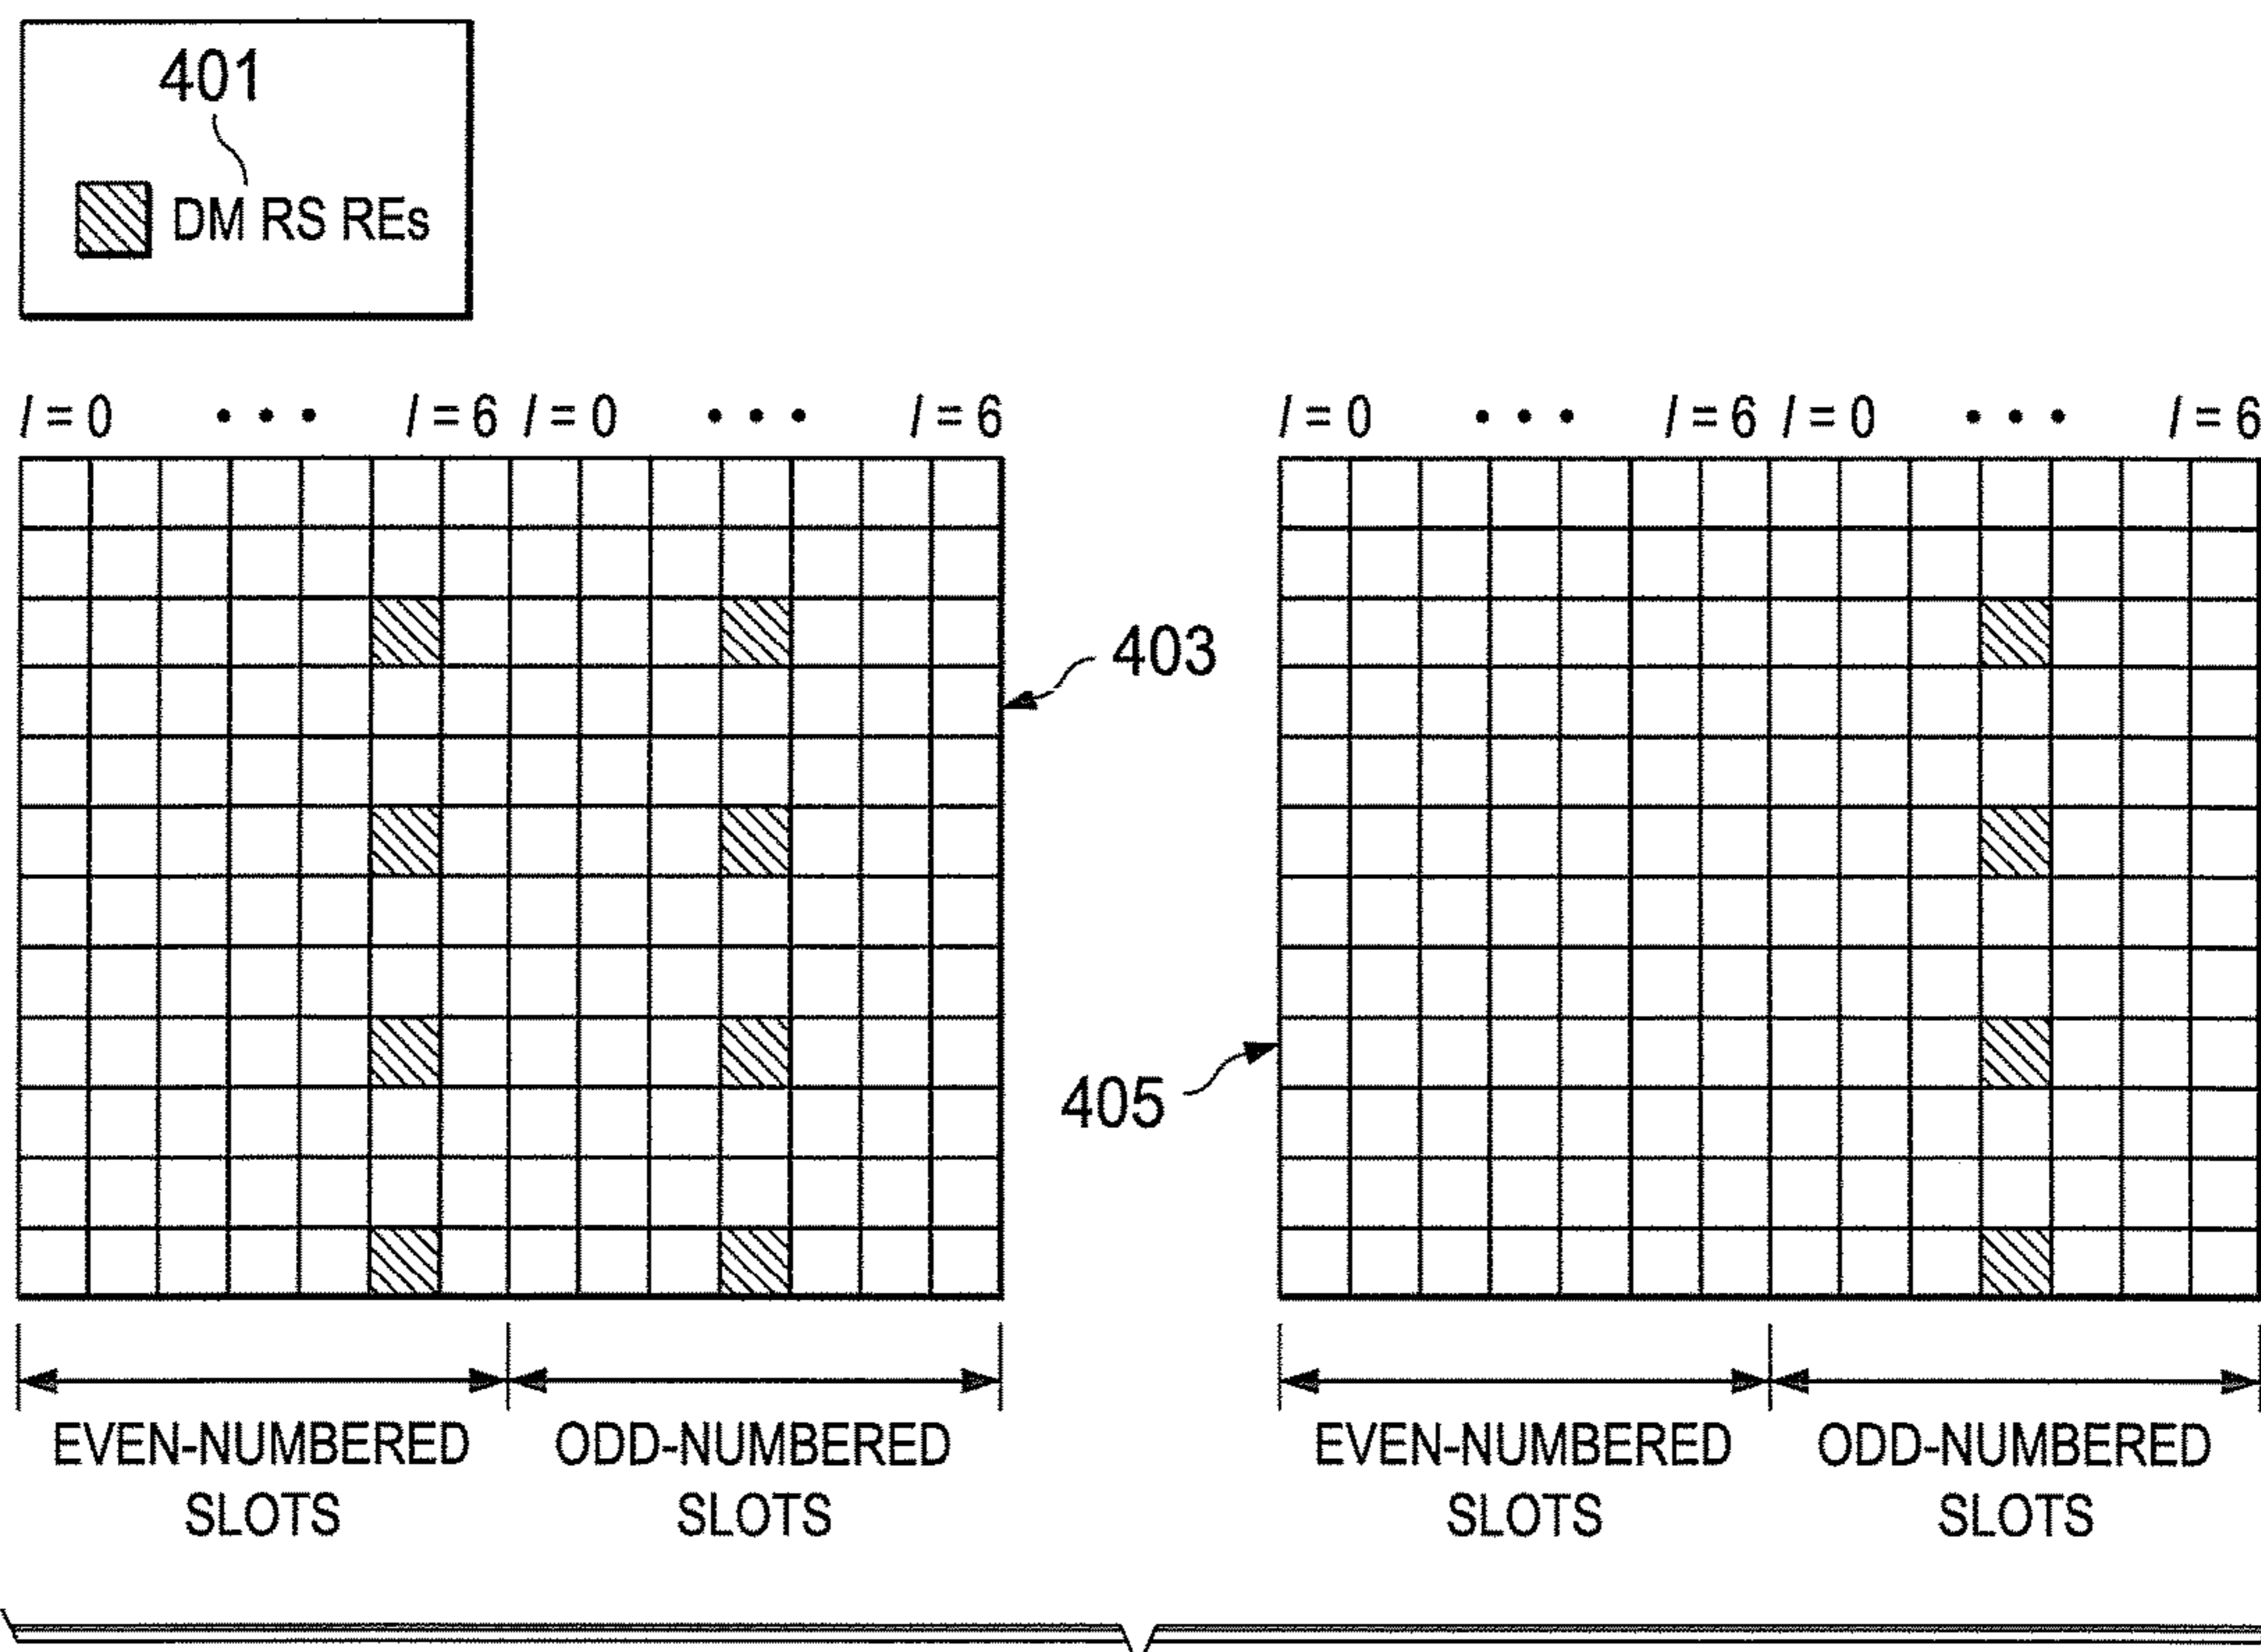 401
DM RS REs
l = 0 • • • l = 6 l = 0 • • • l = 6
l = 0 • • • l = 6 l = 0 • • • l = 6
403
405
EVEN-NUMBERED
SLOTS
ODD-NUMBERED
SLOTS
EVEN-NUMBERED
SLOTS
ODD-NUMBERED
SLOTS